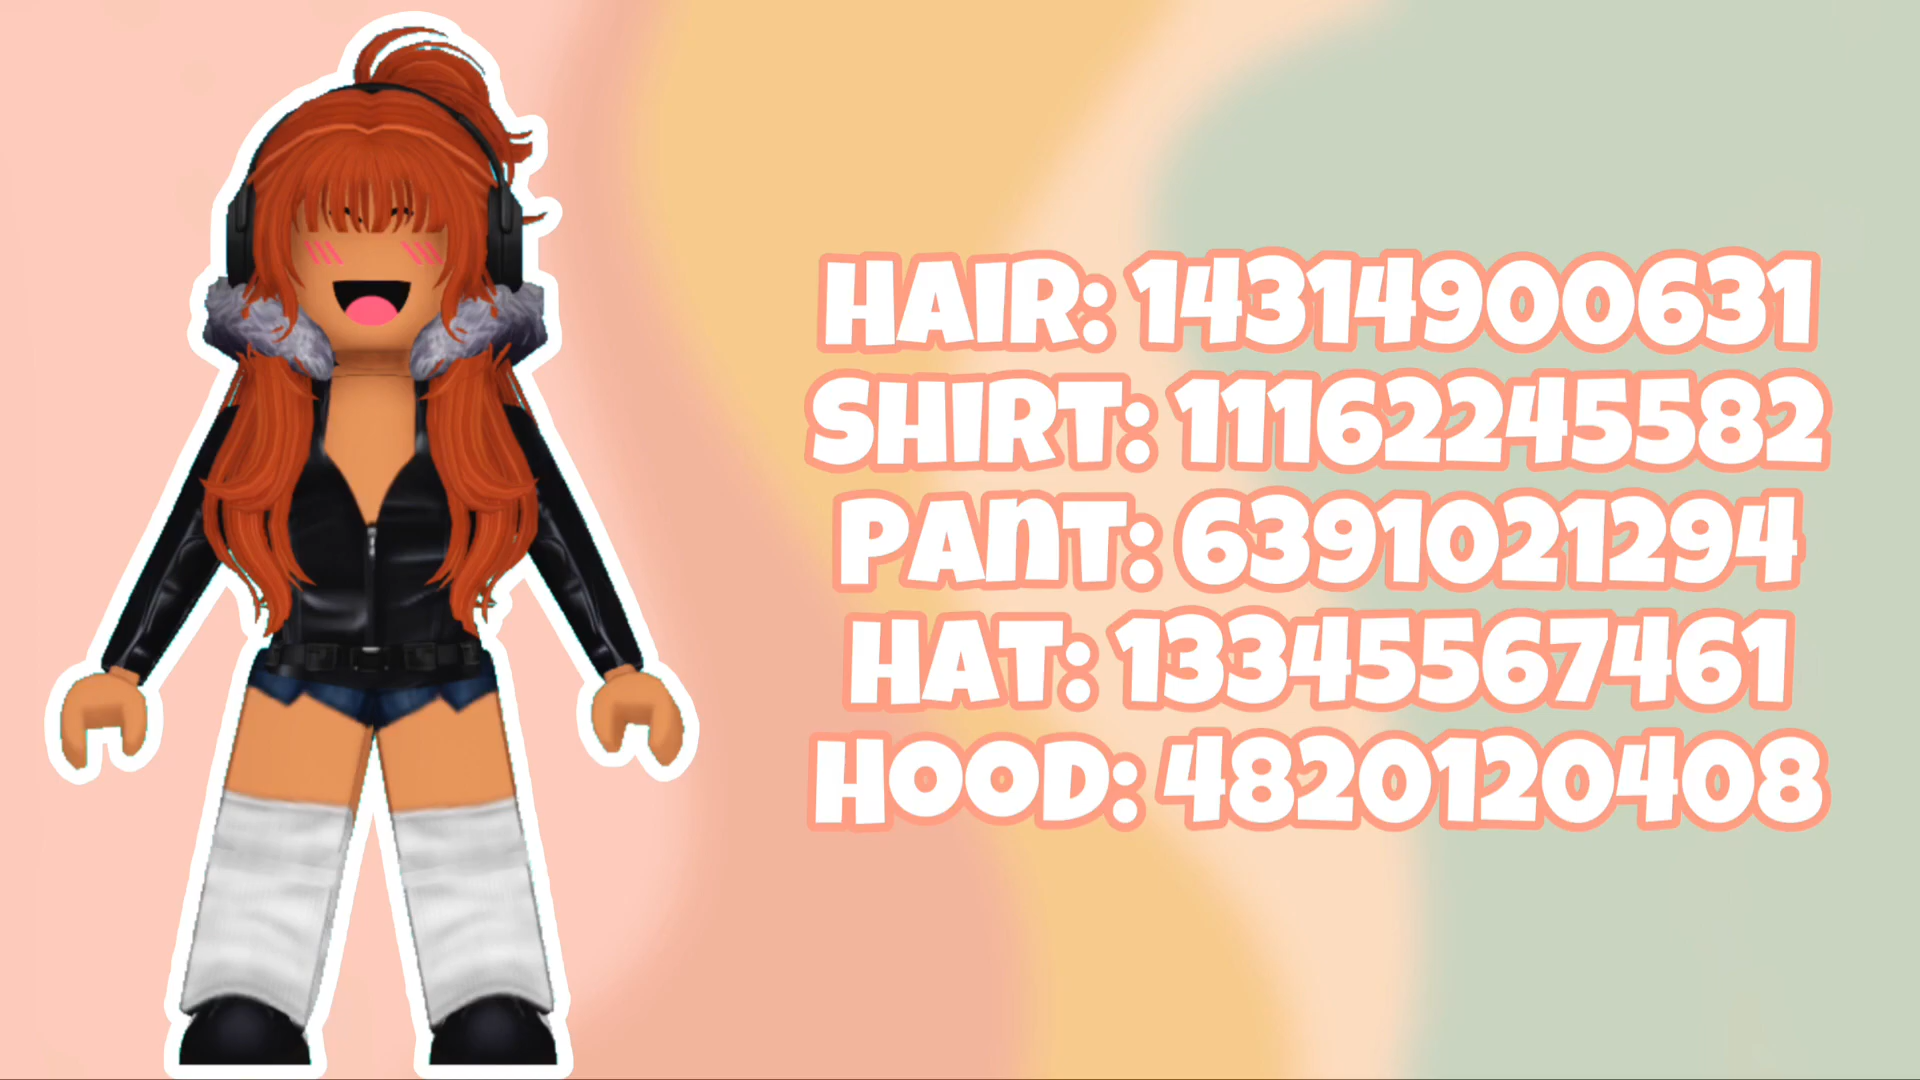 HAIR: 14314900631
SHIRT: 11162245582
PANT: 6391021294
HAT: 13345567461
HOOD: 4820120408